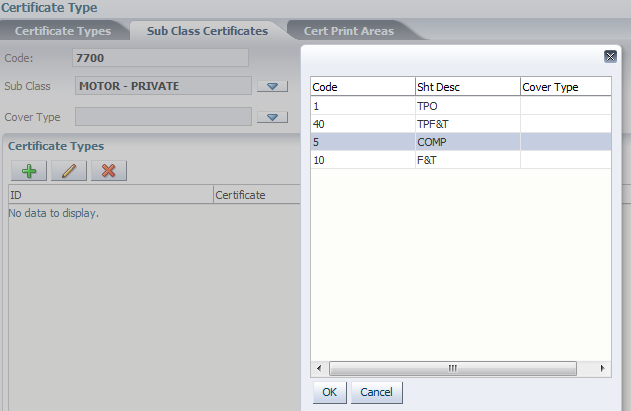 Certificate Type
Certificate Types Sub Class Certificates Cert Print Areas
Code: 7700
Sub Class MOTOR - PRIVATE
Cover Type
Certificate Types
ID Certificate
No data to display.
Code Sht Desc Cover Type
1 TPO
40 TPF&T
5 COMP
10 F&T
OK Cancel